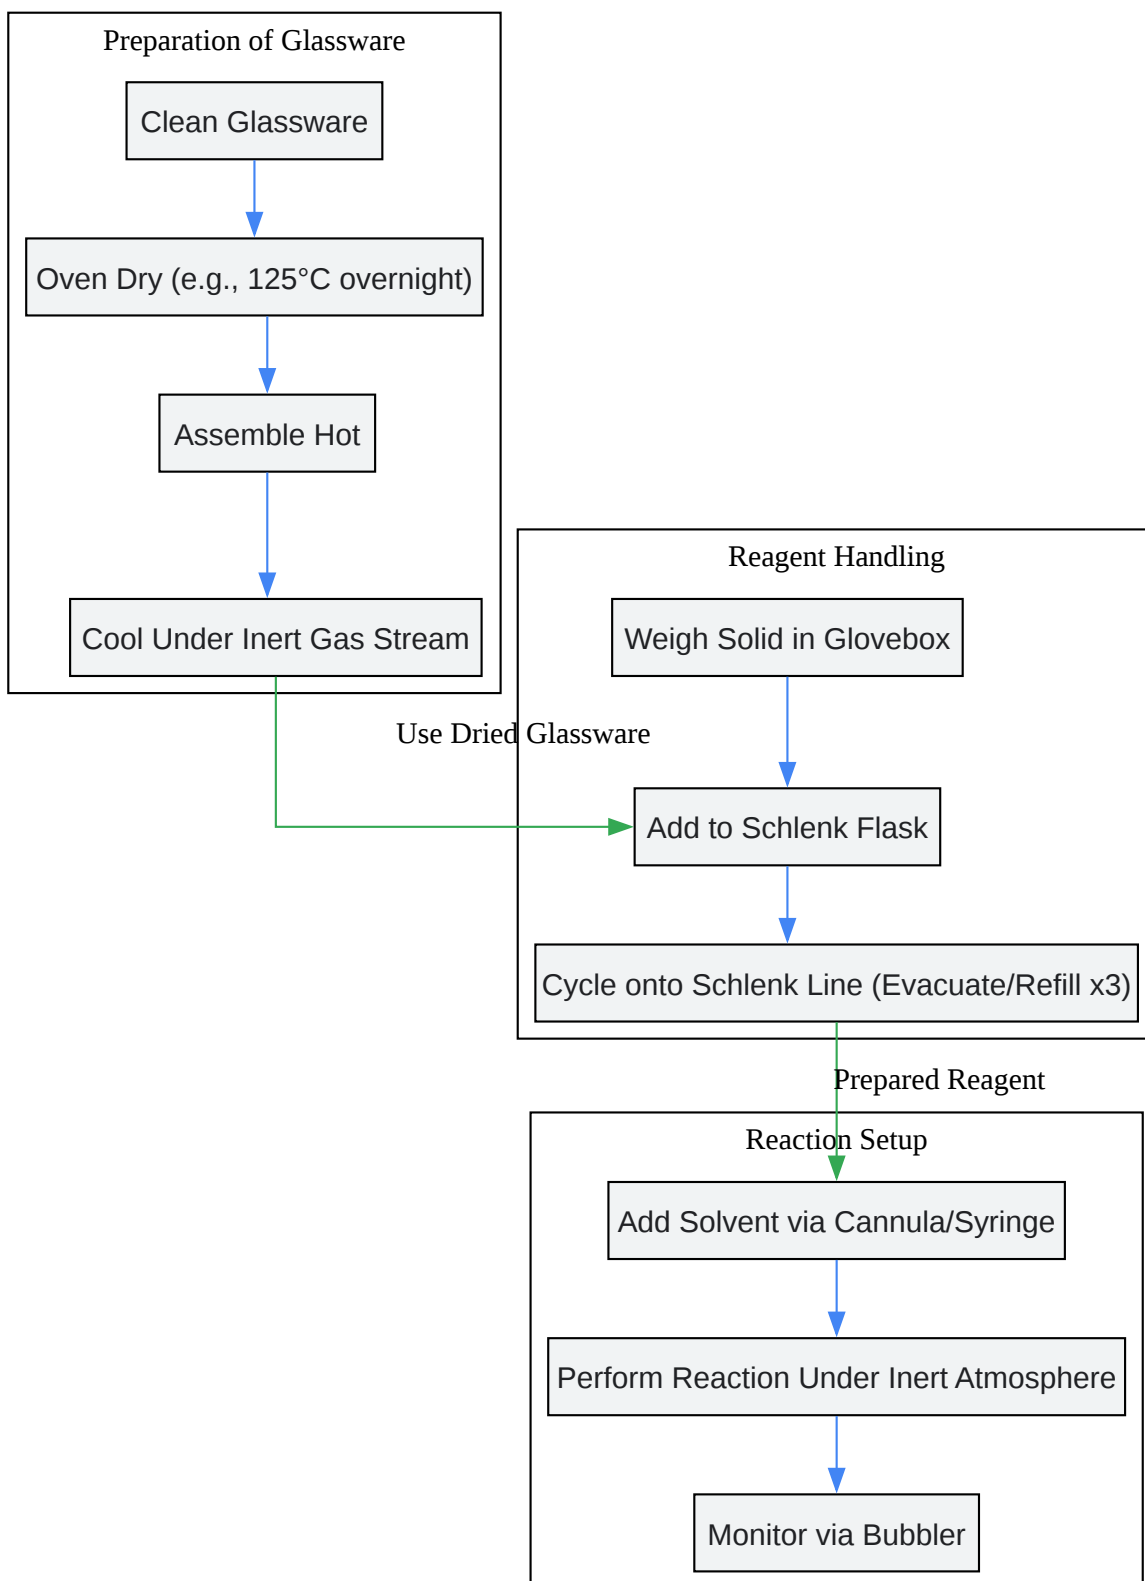 Preparation of Glassware
Clean Glassware
Oven Dry (e.g., 125°C overnight)
Assemble Hot
Cool Under Inert Gas Stream
Use Dried Glassware
Reagent Handling
Weigh Solid in Glovebox
Add to Schlenk Flask
Cycle onto Schlenk Line (Evacuate/Refill x3)
Prepared Reagent
Reaction Setup
Add Solvent via Cannula/Syringe
Perform Reaction Under Inert Atmosphere
Monitor via Bubbler